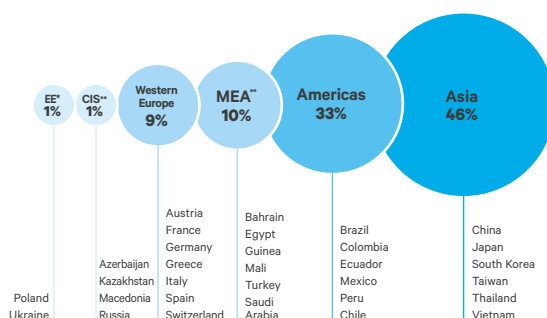 EE*
1%
CIS**
1%
Western
Europe
9%
MEA**
10%
Americas
33%
Asia
46%
Poland
Ukraine
Azerbaijan
Kazakhstan
Macedonia
Russia
Austria
France
Germany
Greece
Italy
Spain
Switzerland
Bahrain
Egypt
Guinea
Mali
Turkey
Saudi
Arabia
Brazil
Colombia
Ecuador
Mexico
Peru
Chile
China
Japan
South Korea
Taiwan
Thailand
Vietnam